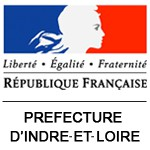 Liberté • Égalité • Fraternité
RÉPUBLIQUE FRANÇAISE
PREFECTURE
D'INDRE-ET-LOIRE